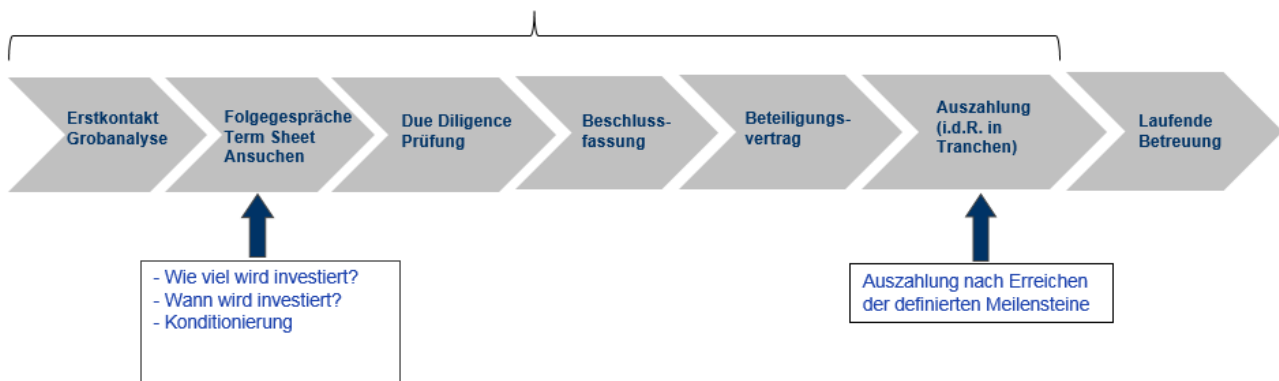 Erstkontakt
Grobanalyse
Folgegespräche
Term Sheet
Ansuchen
Due Diligence
Prüfung
Beschluss-
fassung
Beteiligungs-
vertrag
Auszahlung
(i.d.R. in
Tranchen)
Laufende
Betreuung
- Wie viel wird investiert?
- Wann wird investiert?
- Konditionierung
Auszahlung nach Erreichen
der definierten Meilensteine